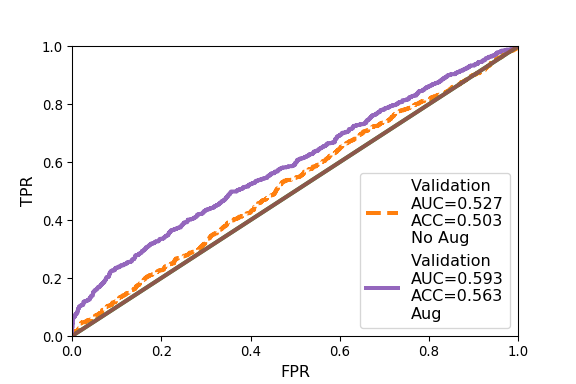 1.0
0.8
0.6
0.4
0.2
0.0
TPR
0.0 0.2 0.4 0.6 0.8 1.0
FPR
Validation
AUC=0.527
ACC=0.503
No Aug
Validation
AUC=0.593
ACC=0.563
Aug